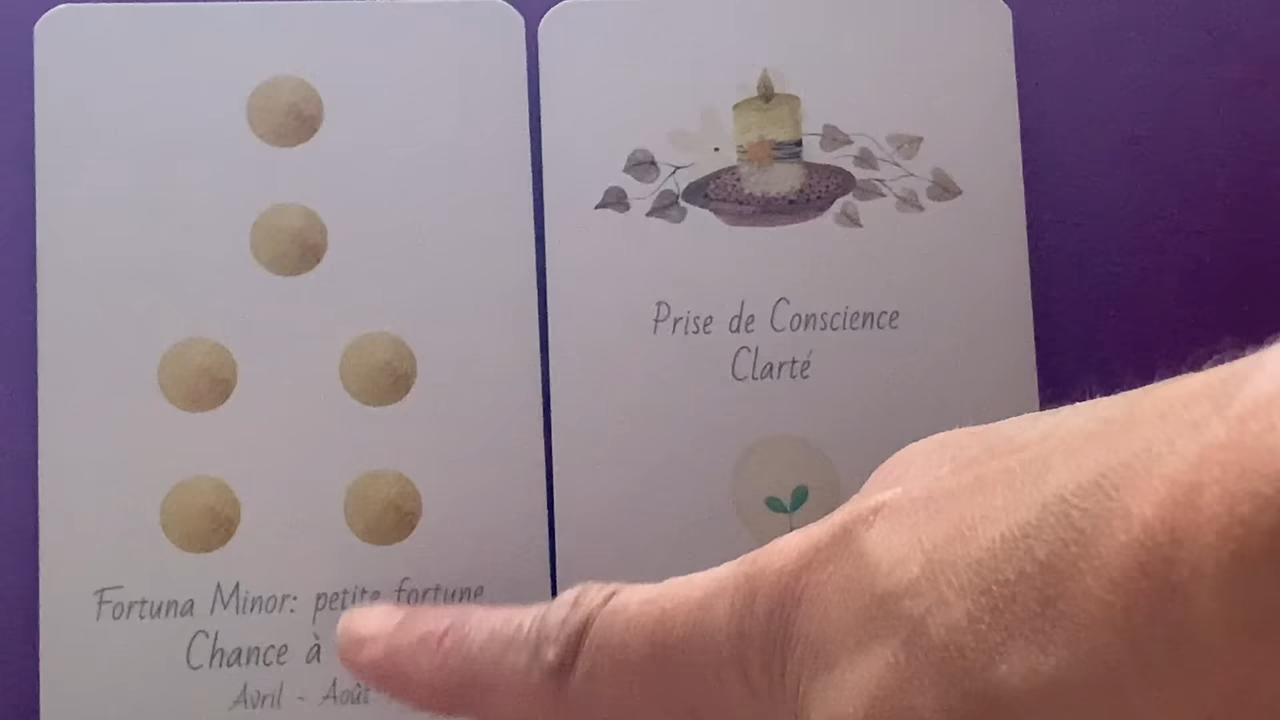 Fortuna Minor: petite fortune
Chance à
Avril - Août
Prise de Conscience
Clarté